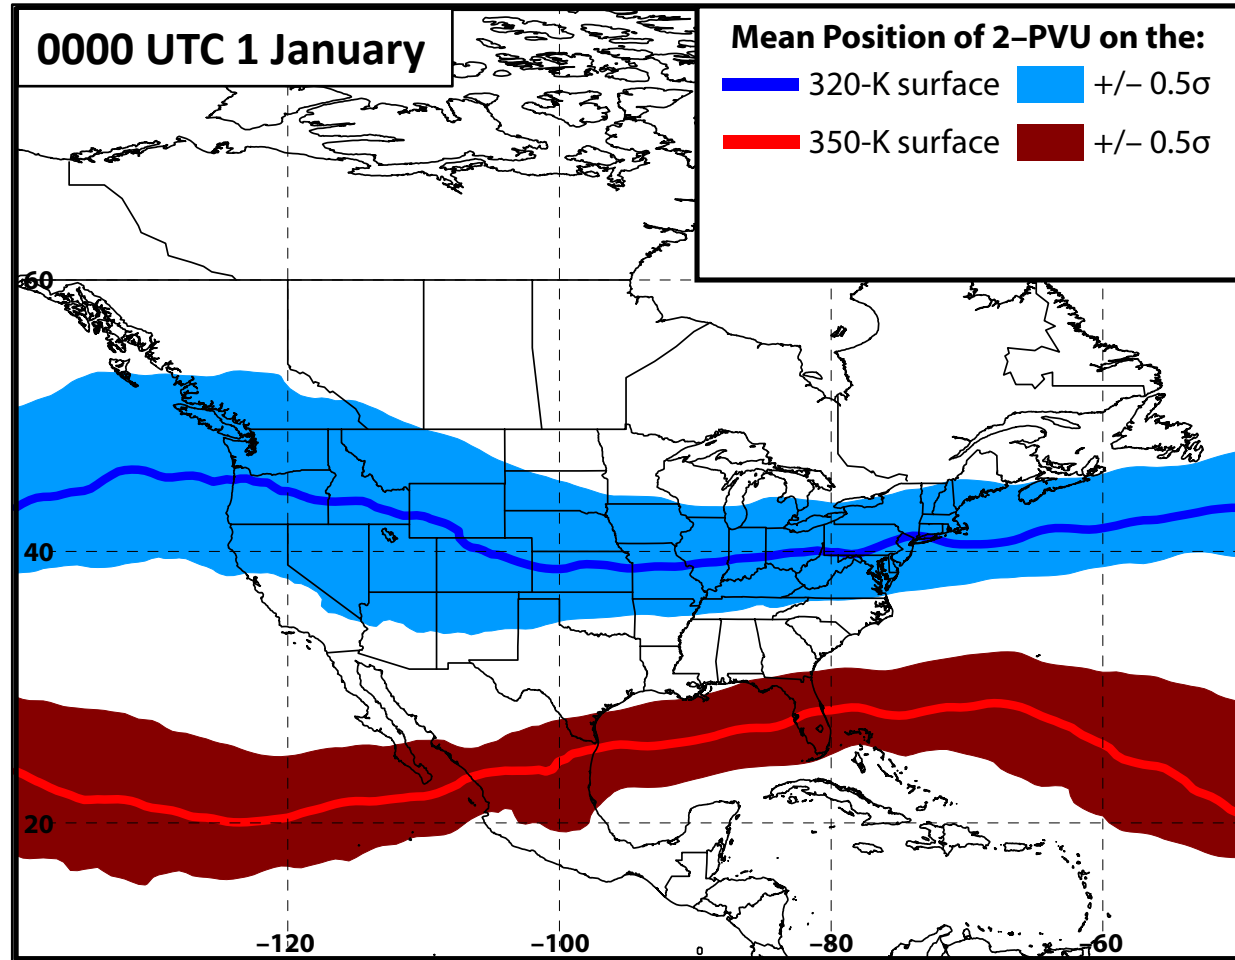 0000 UTC 1 January
Mean Position of 2–PVU on the:
320-K surface +/– 0.5σ
350-K surface +/– 0.5σ
60
40
20
–120 –100 –80 –60